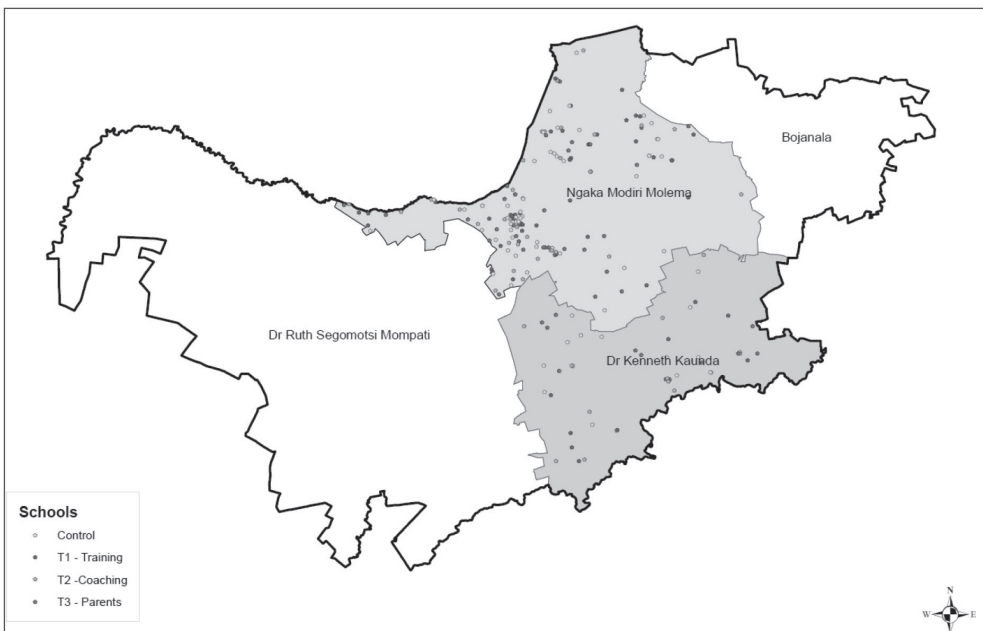 Bojanala
Ngaka Modiri Molema
Dr Ruth Segomotsi Mompati
Dr Kenneth Kaunda
Schools
Control
T1 - Training
T2 -Coaching
T3 - Parents
N
W E
S